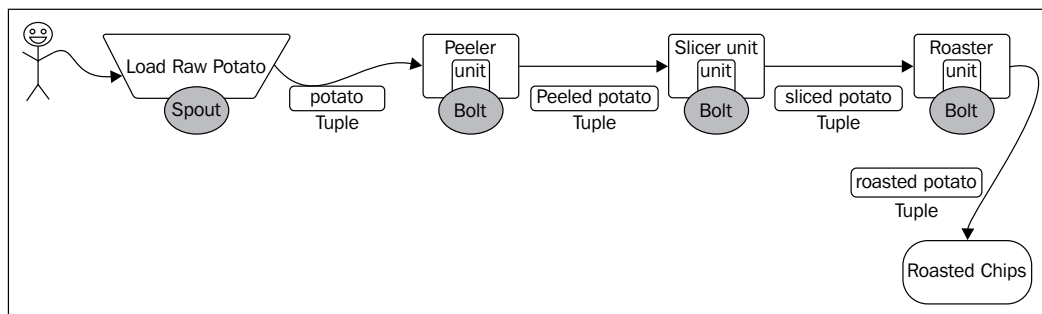 Load Raw Potato
Spout
potato
Tuple
Peeler
unit
Bolt
Peeled potato
Tuple
Slicer unit
unit
Bolt
sliced potato
Tuple
Roaster
unit
Bolt
roasted potato
Tuple
Roasted Chips